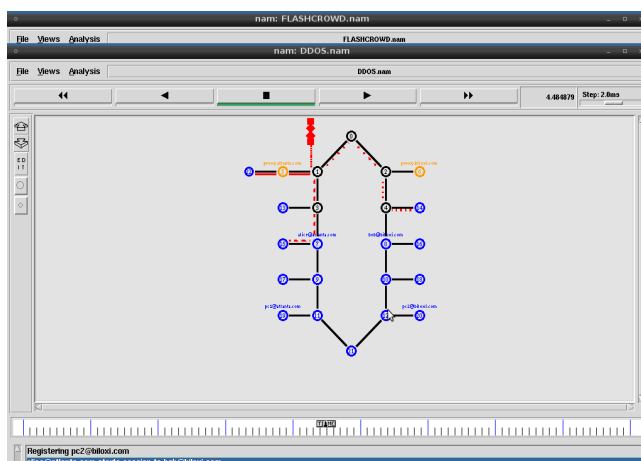 nam: FLASHCROWD.nam
File Views Analysis FLASHCROWD.nam
nam: DDOS.nam
File Views Analysis DDOS.nam
4.484879 Step: 2.0ms
proxy.atlanta.com
proxy.biloxi.com
alice@atlanta.com
bob@biloxi.com
pc2@atlanta.com
pc2@biloxi.com
TIME
Registering pc2@biloxi.com